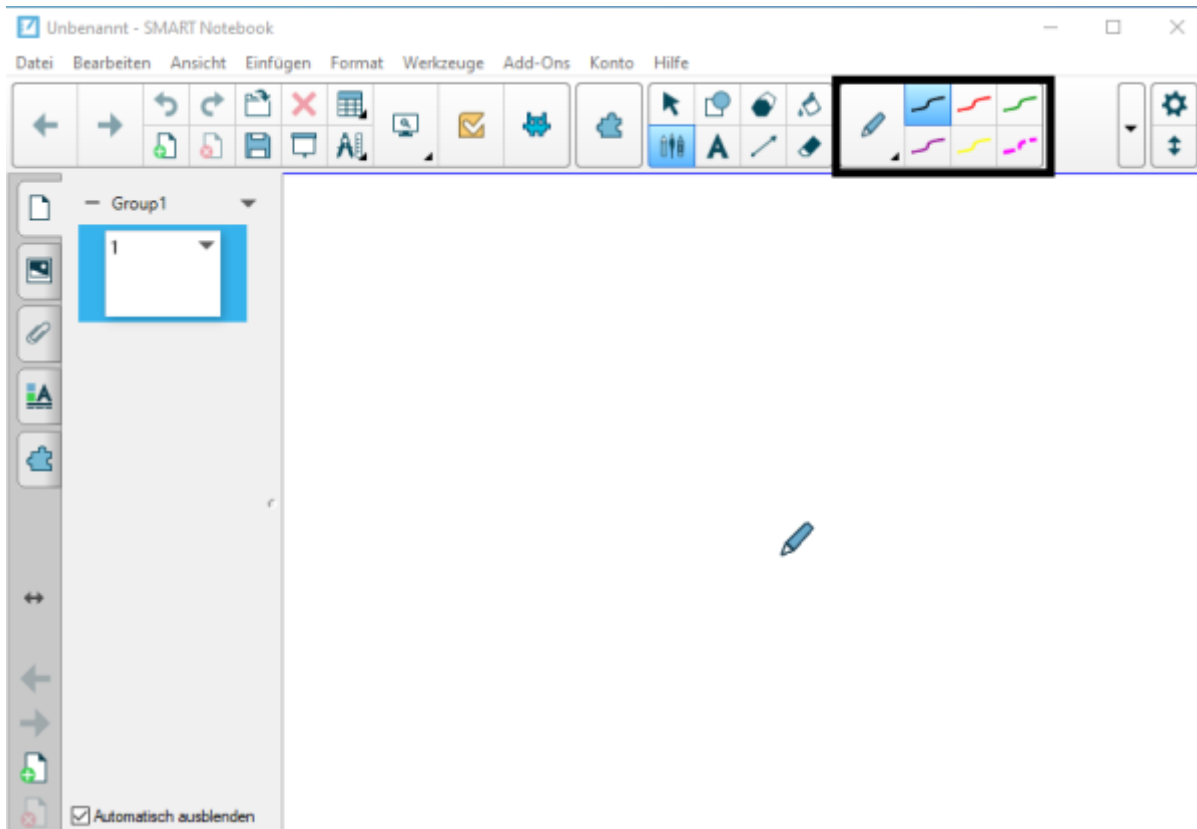 Unbenannt - SMART Notebook
Datei Bearbeiten Ansicht Einfügen Format Werkzeuge Add-Ons Konto Hilfe
Group1
1
Automatisch ausblenden